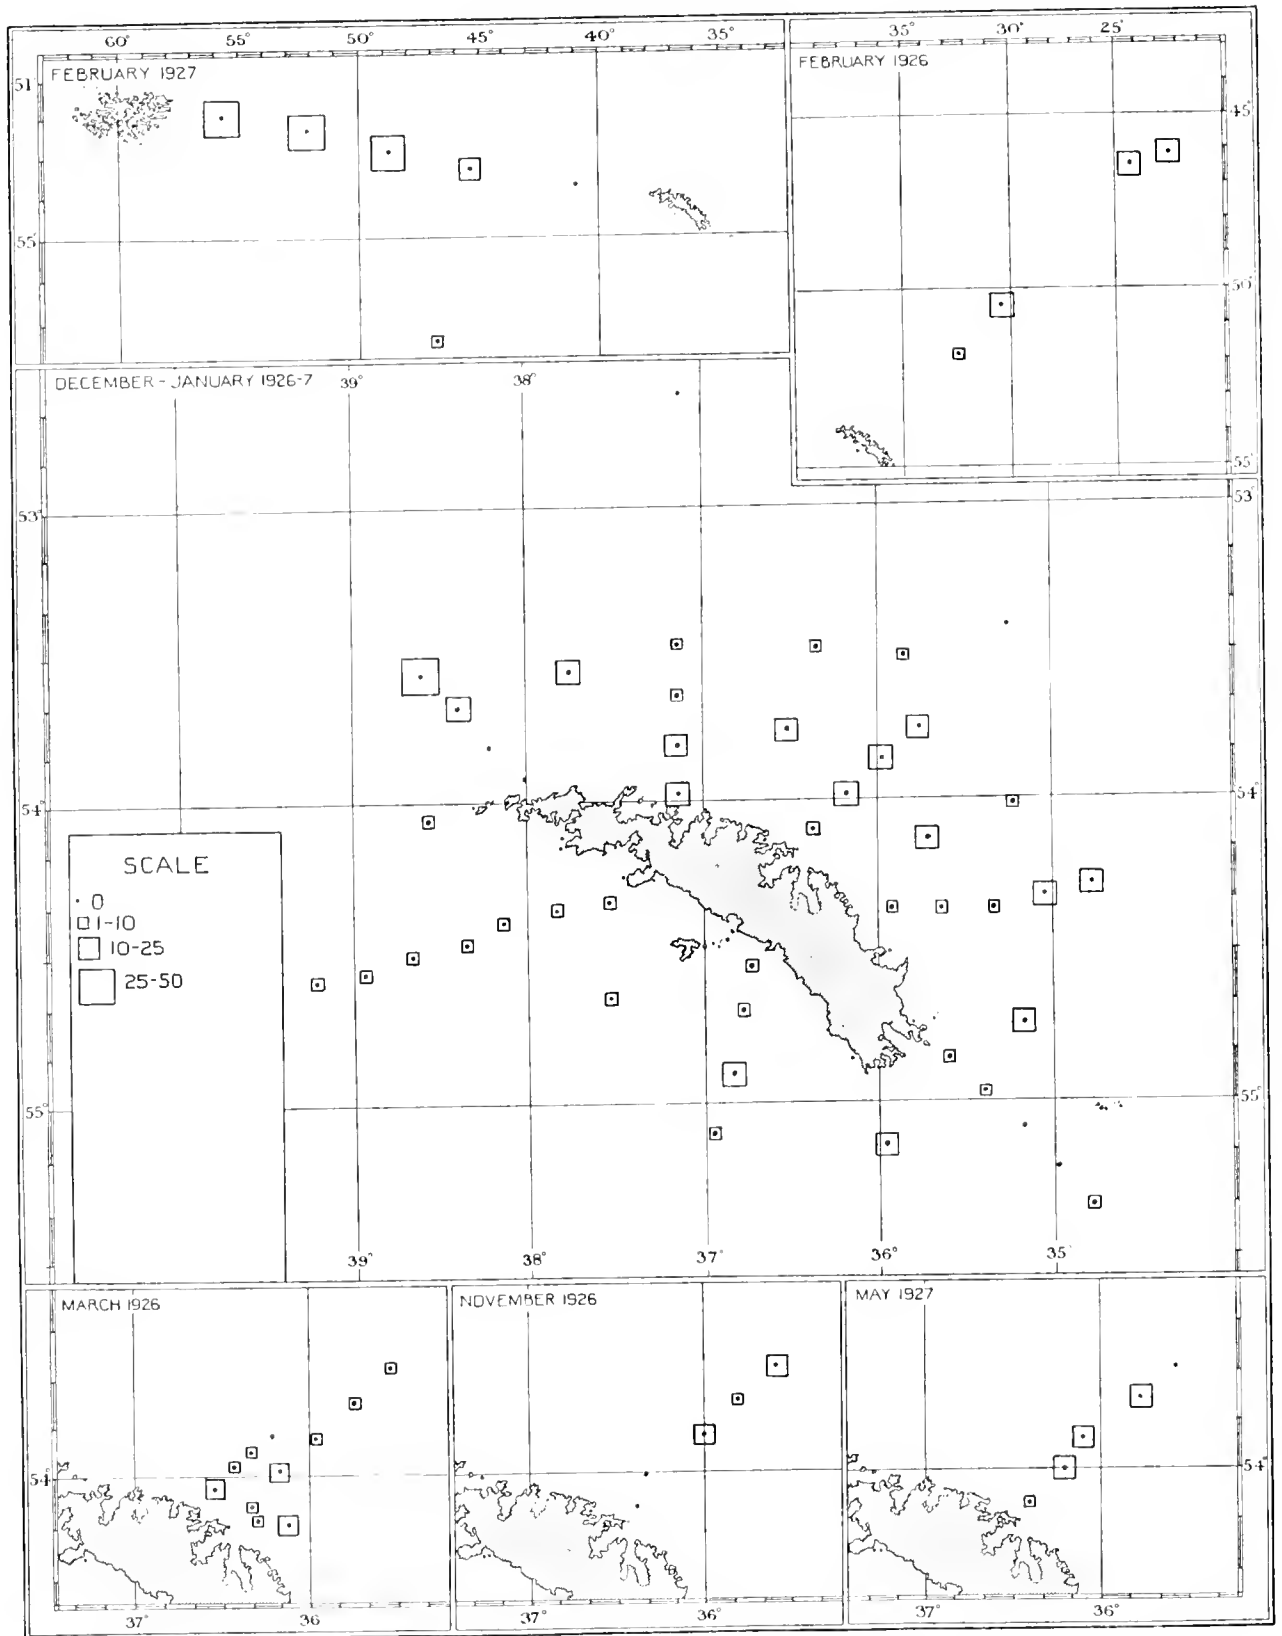 60° 55° 50° 45° 40° 35°
FEBRUARY 1927
51°
55°
35° 30° 25°
FEBRUARY 1926
45°
50°
55°
DECEMBER - JANUARY 1926-7
39° 38°
53° 53°
54° 54°
SCALE
0
1-10
10-25
25-50
55° 55°
39° 38° 37° 36° 35°
MARCH 1926
54°
37° 36
NOVEMBER 1926
37° 36°
MAY 1927
54°
37° 36°